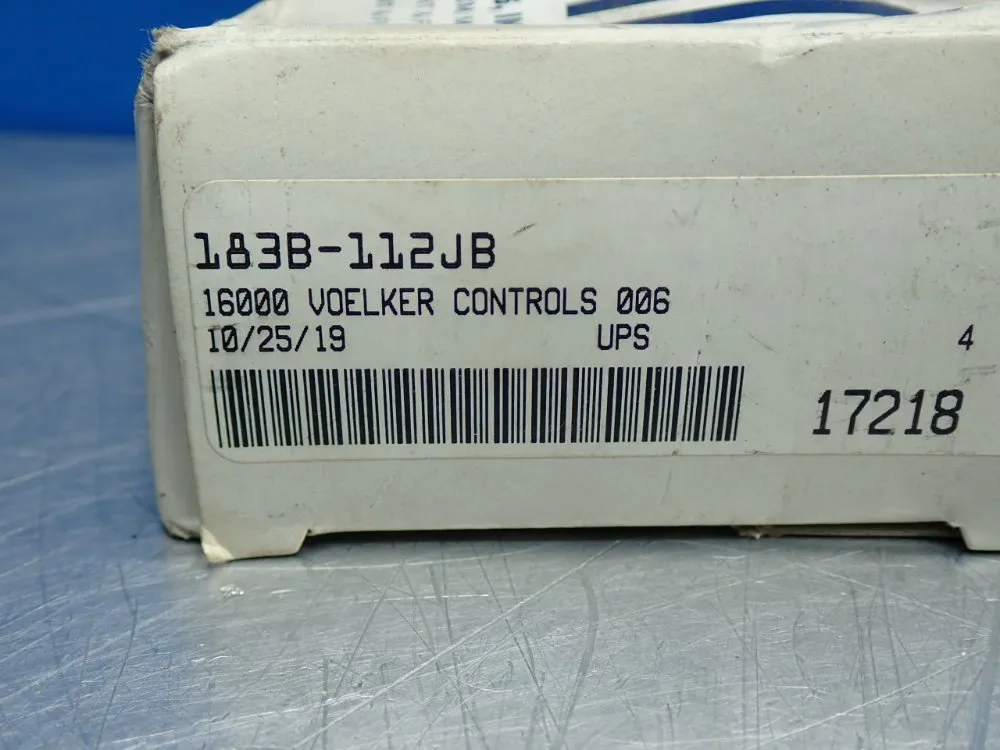 183B-112JB
16000 VOELKER CONTROLS 006
10/25/19 UPS 4
17218